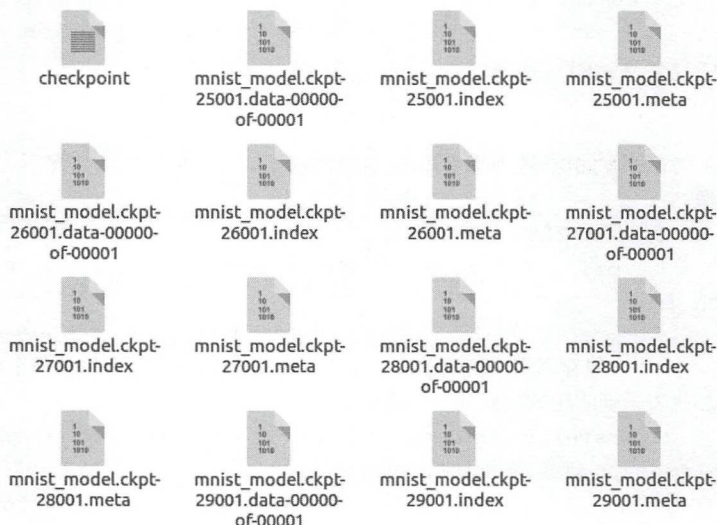 checkpoint
mnist_model.ckpt-
25001.data-00000-
of-00001
mnist_model.ckpt-
25001.index
mnist_model.ckpt-
25001.meta
mnist_model.ckpt-
26001.data-00000-
of-00001
mnist_model.ckpt-
26001.index
mnist_model.ckpt-
26001.meta
mnist_model.ckpt-
27001.data-00000-
of-00001
mnist_model.ckpt-
27001.index
mnist_model.ckpt-
27001.meta
mnist_model.ckpt-
28001.data-00000-
of-00001
mnist_model.ckpt-
28001.index
mnist_model.ckpt-
28001.meta
mnist_model.ckpt-
29001.data-00000-
of-00001
mnist_model.ckpt-
29001.index
mnist_model.ckpt-
29001.meta